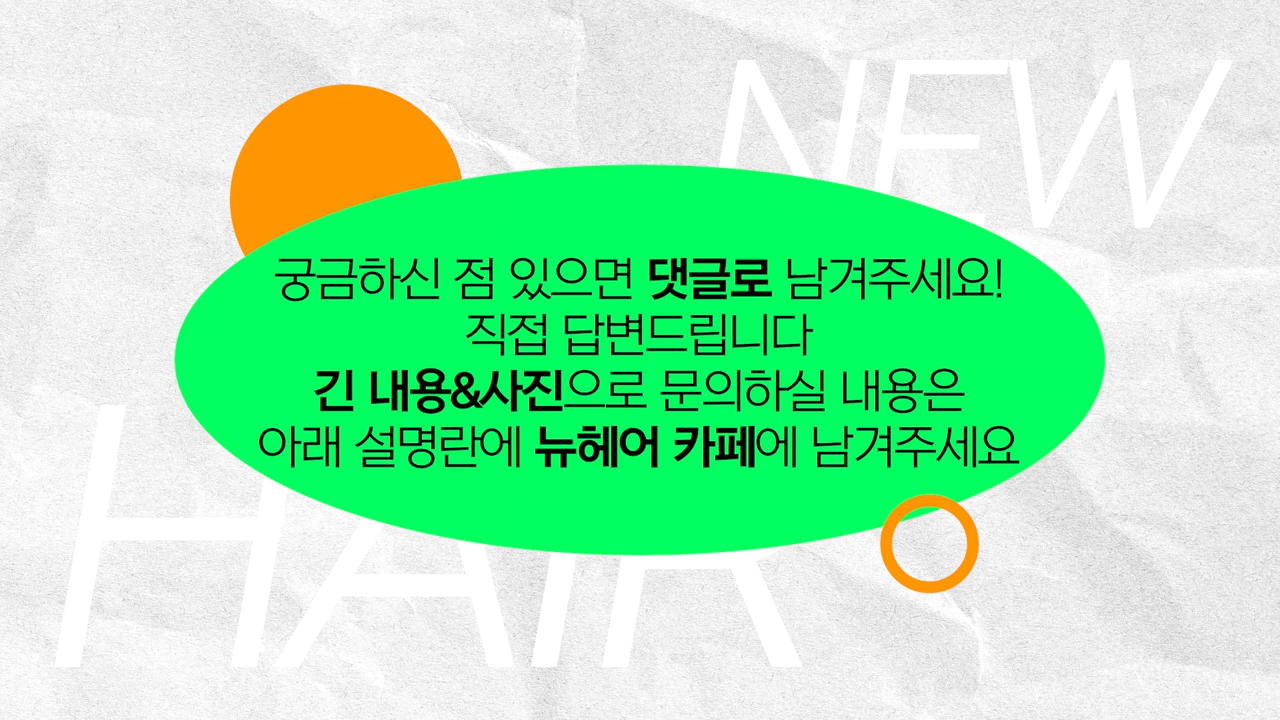 NEW
궁금하신 점 있으면 댓글로 남겨주세요!
직접 답변드립니다
긴 내용&사진으로 문의하실 내용은
아래 설명란에 뉴헤어 카페에 남겨주세요
HAIR